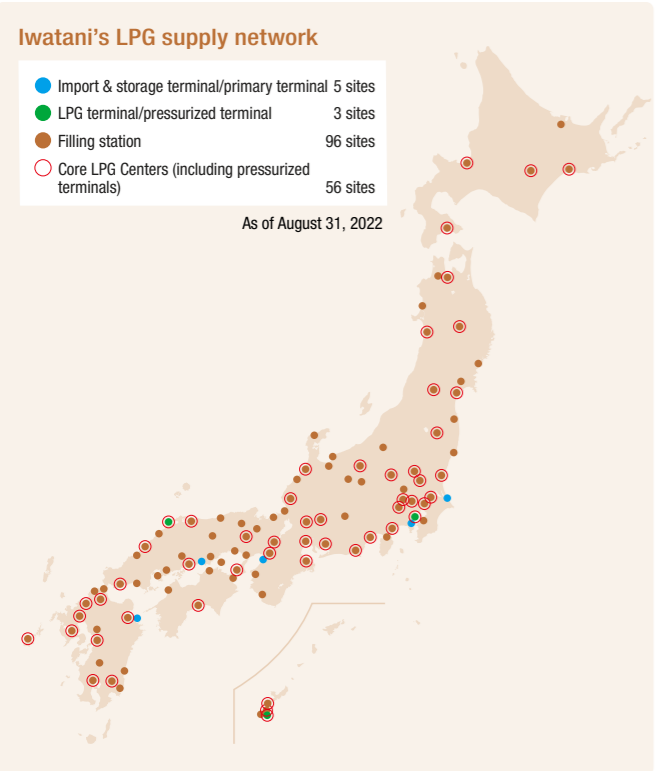 Iwatani’s LPG supply network
Import & storage terminal/primary terminal 5 sites
LPG terminal/pressurized terminal 3 sites
Filling station 96 sites
Core LPG Centers (including pressurized
terminals) 56 sites
As of August 31, 2022